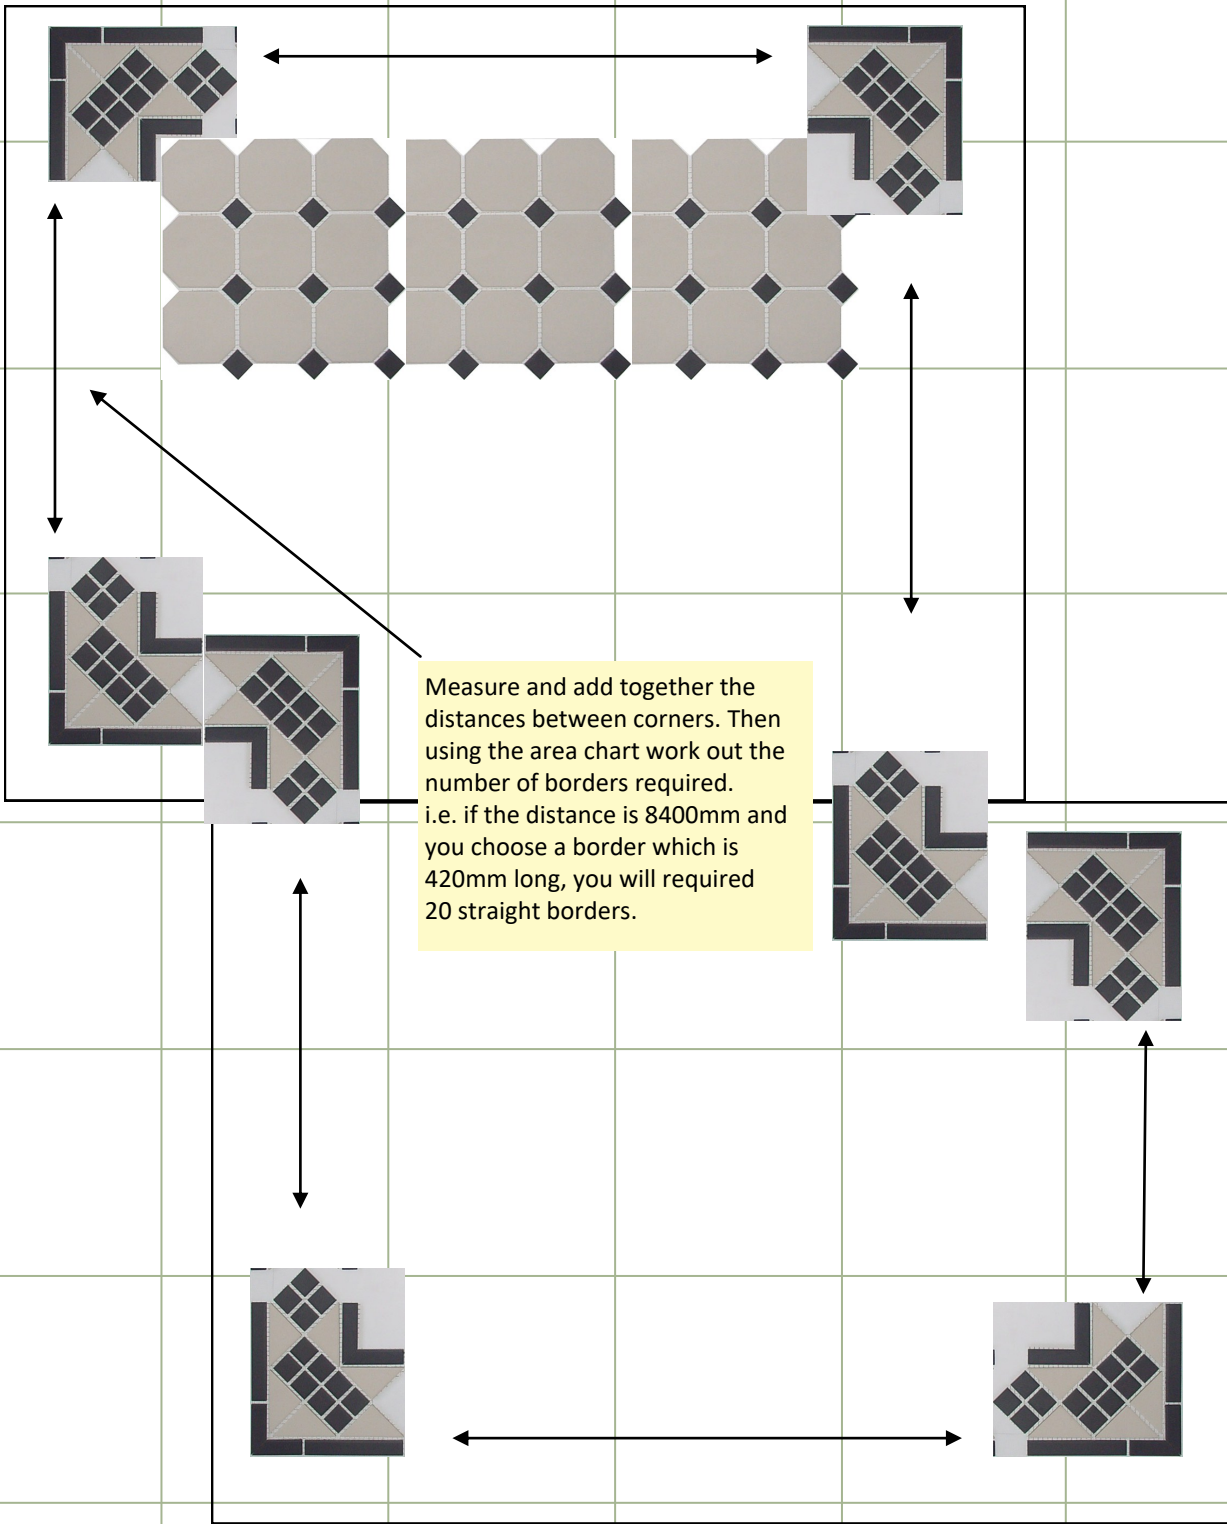 Measure and add together the
distances between corners. Then
using the area chart work out the
number of borders required.
i.e. if the distance is 8400mm and
you choose a border which is
420mm long, you will required
20 straight borders.